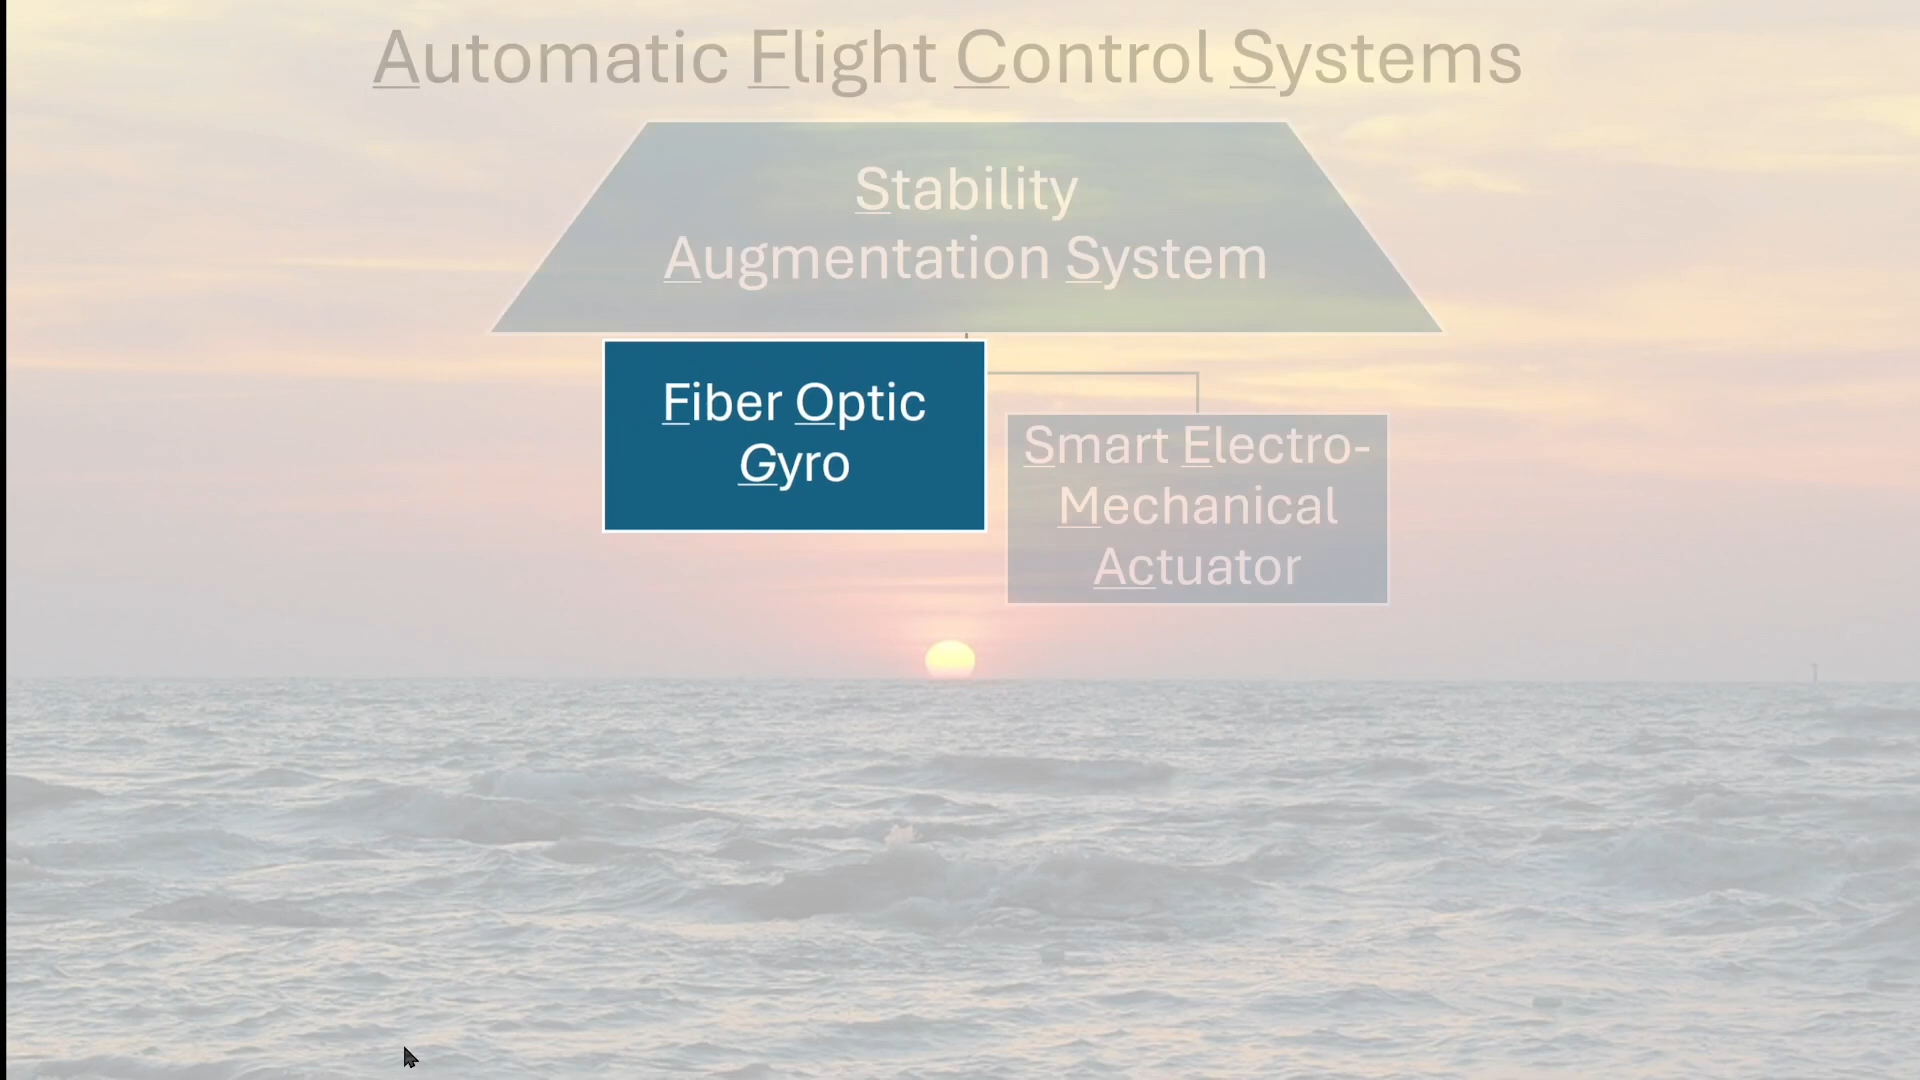 Automatic Flight Control Systems
Stability
Augmentation System
Fiber Optic
Gyro
Smart Electro-
Mechanical
Actuator